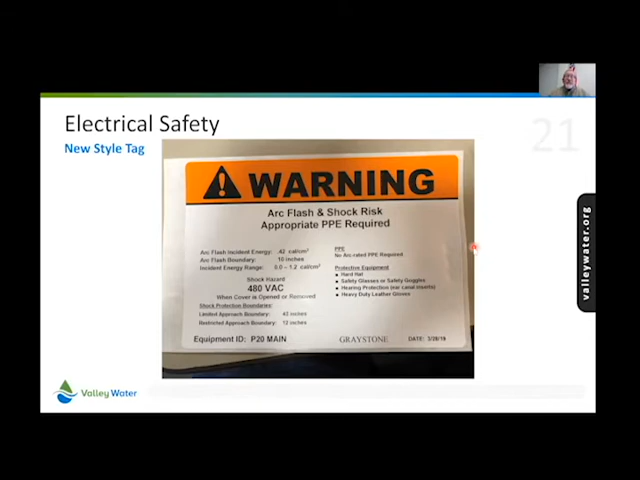 Electrical Safety
New Style Tag
21
WARNING
Arc Flash & Shock Risk
Appropriate PPE Required
Arc Flash Incident Energy: .42 cal/cm²
Arc Flash Boundary: 10 inches
Incident Energy Range: 0.0 - 1.2 cal/cm²
Shock Hazard
480 VAC
When Cover is Opened or Removed
Shock Protection Boundaries:
Limited Approach Boundary: 42 inches
Restricted Approach Boundary: 12 inches
PPE
No Arc-rated PPE Required
Protective Equipment
Hard Hat
Safety Glasses or Safety Goggles
Hearing Protection (ear canal inserts)
Heavy Duty Leather Gloves
Equipment ID: P20 MAIN
GRAYSTONE
DATE:
valleywater.org
Valley Water